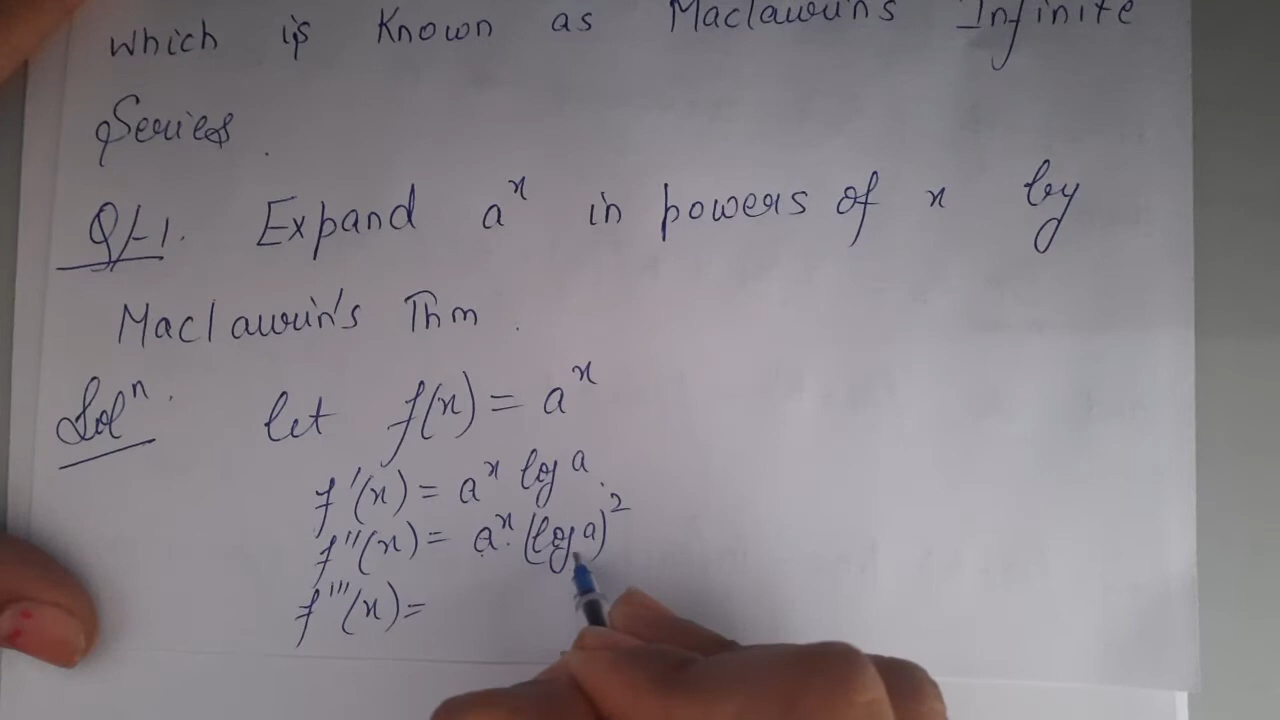 which is Known as Maclaurin's Infinite
Series.
Q/-1. Expand a^x in powers of x by
Maclaurin's Thm.
Sol^n. let f(x) = a^x
f'(x) = a^x log a.
f''(x) = a^x. (log a)^2
f'''(x) =